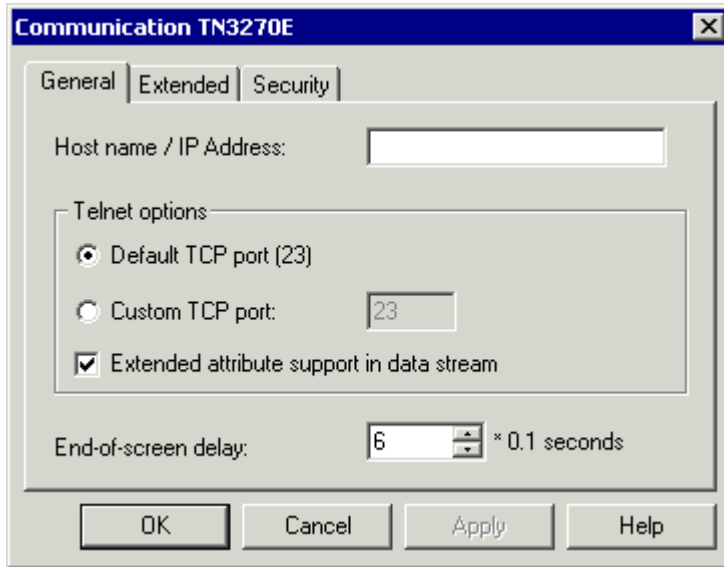 Communication TN3270E
General Extended Security
Host name / IP Address:
Telnet options
Default TCP port (23)
Custom TCP port: 23
Extended attribute support in data stream
End-of-screen delay: 6 * 0.1 seconds
OK Cancel Apply Help